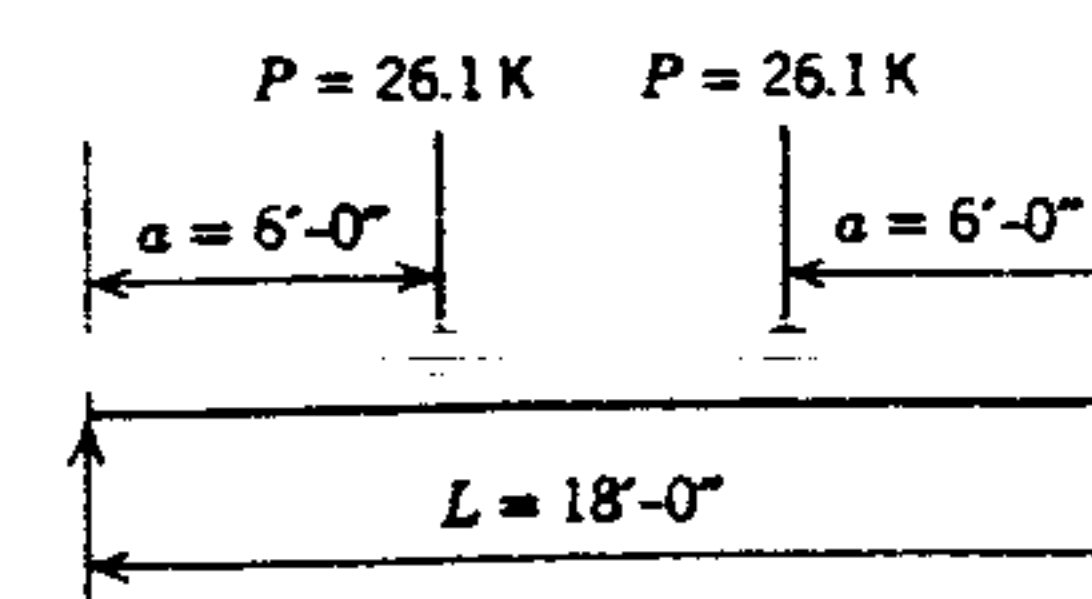 P = 26.1 K P = 26.1 K
a = 6´-0˝ a = 6´-0˝
L = 18´-0˝